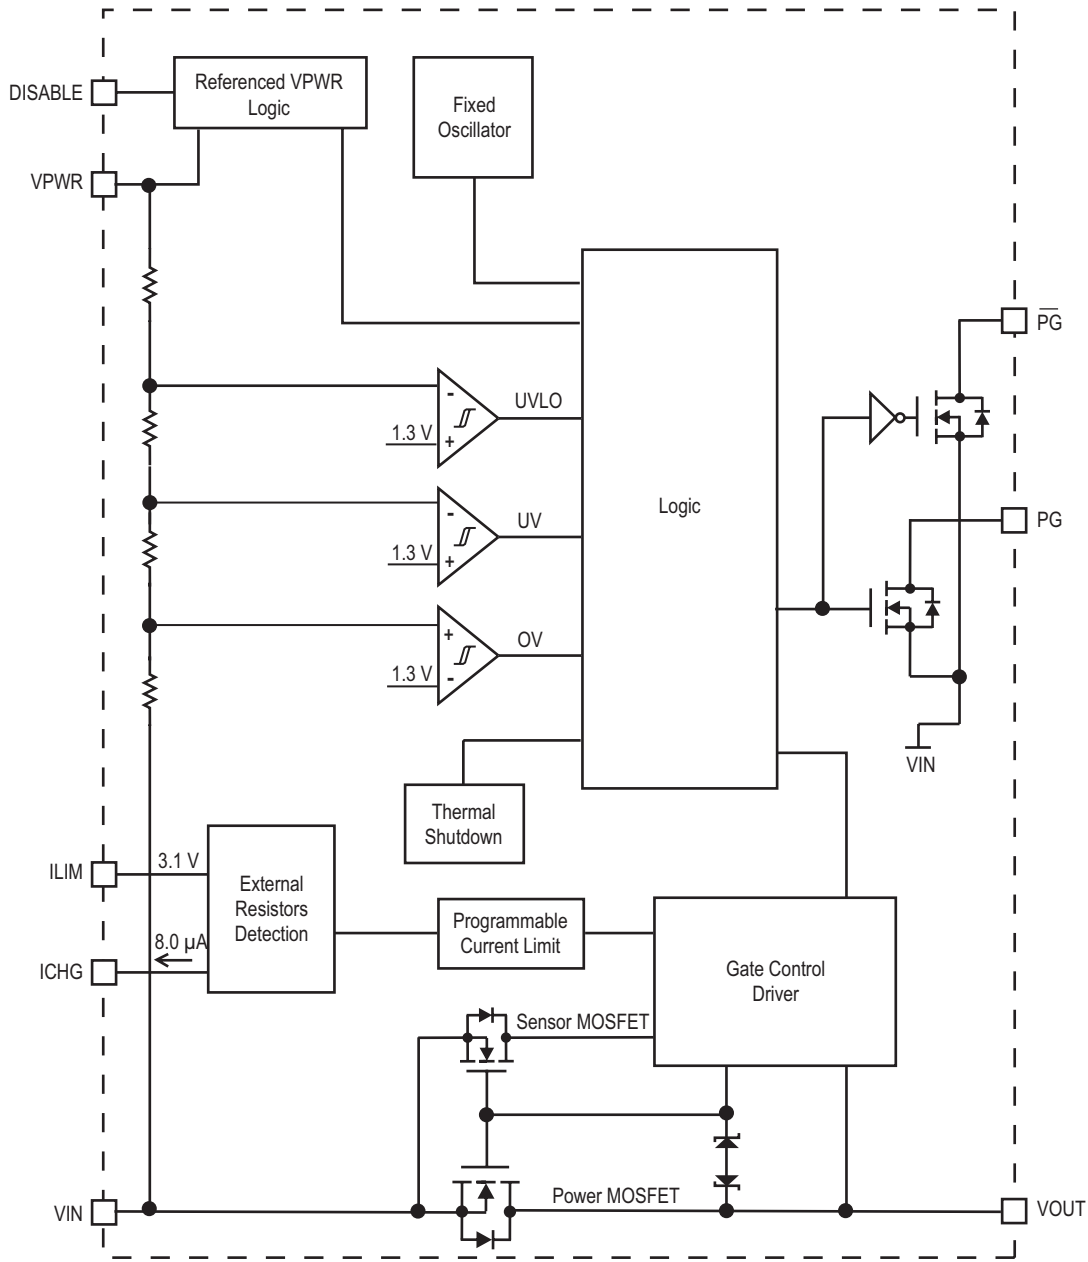 DISABLE
Referenced VPWR
Logic
Fixed
Oscillator
VPWR
PG
UVLO
-
1.3 V
+
Logic
UV
-
1.3 V
+
PG
OV
+
1.3 V
-
VIN
Thermal
Shutdown
ILIM
3.1 V
External
Resistors
Detection
8.0 µA
ICHG
Programmable
Current Limit
Gate Control
Driver
Sensor MOSFET
Power MOSFET
VIN
VOUT